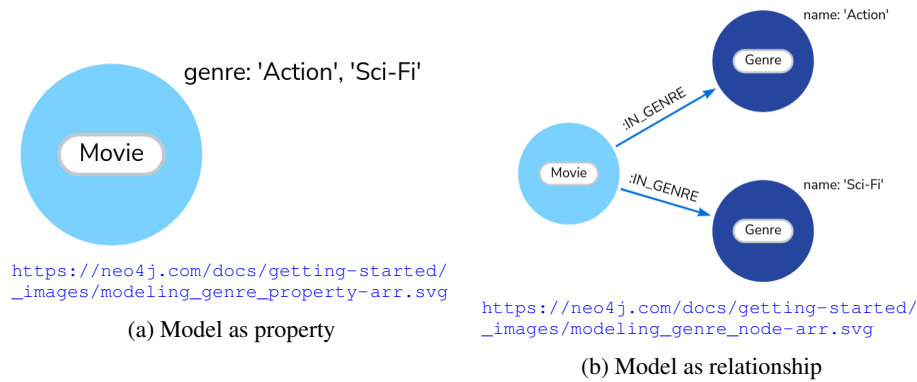 genre: 'Action', 'Sci-Fi'
Movie
https://neo4j.com/docs/getting-started/
_images/modeling_genre_property-arr.svg
(a) Model as property
name: 'Action'
Genre
:IN_GENRE
Movie
:IN_GENRE
name: 'Sci-Fi'
Genre
https://neo4j.com/docs/getting-started/
_images/modeling_genre_node-arr.svg
(b) Model as relationship